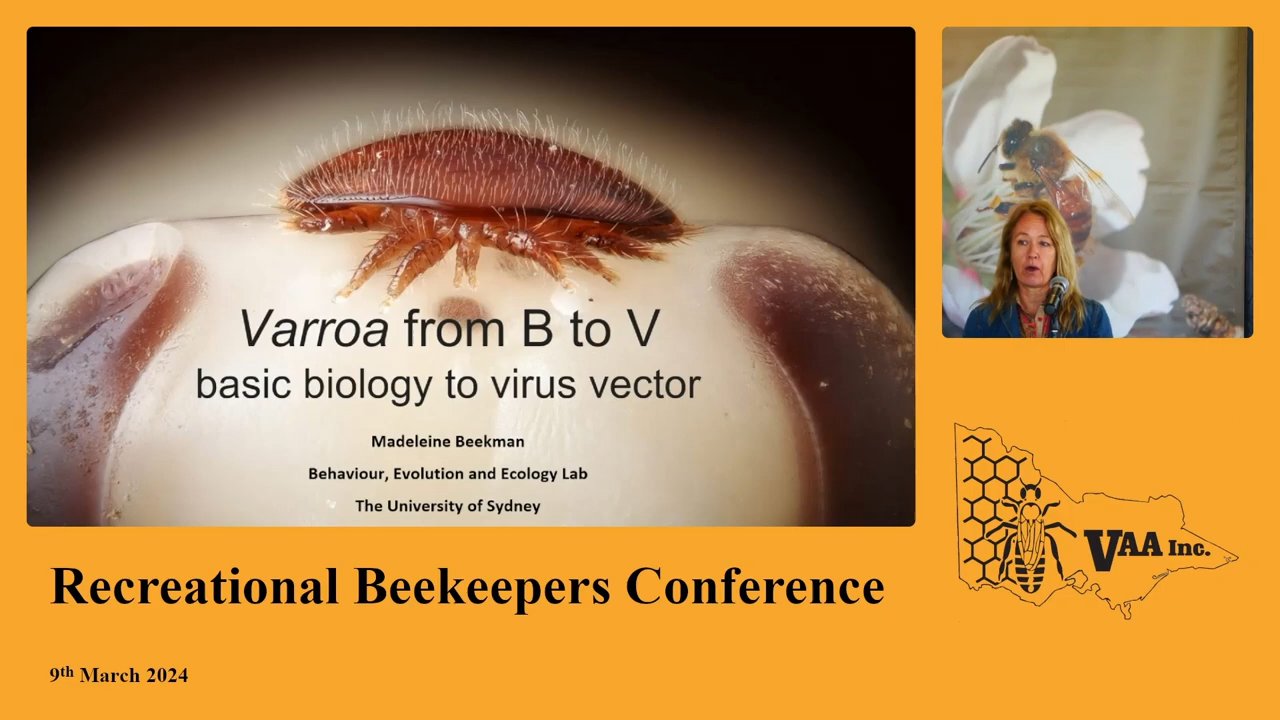 Varroa from B to V
basic biology to virus vector
Madeleine Beekman
Behaviour, Evolution and Ecology Lab
The University of Sydney
VAA Inc.
Recreational Beekeepers Conference
9th March 2024